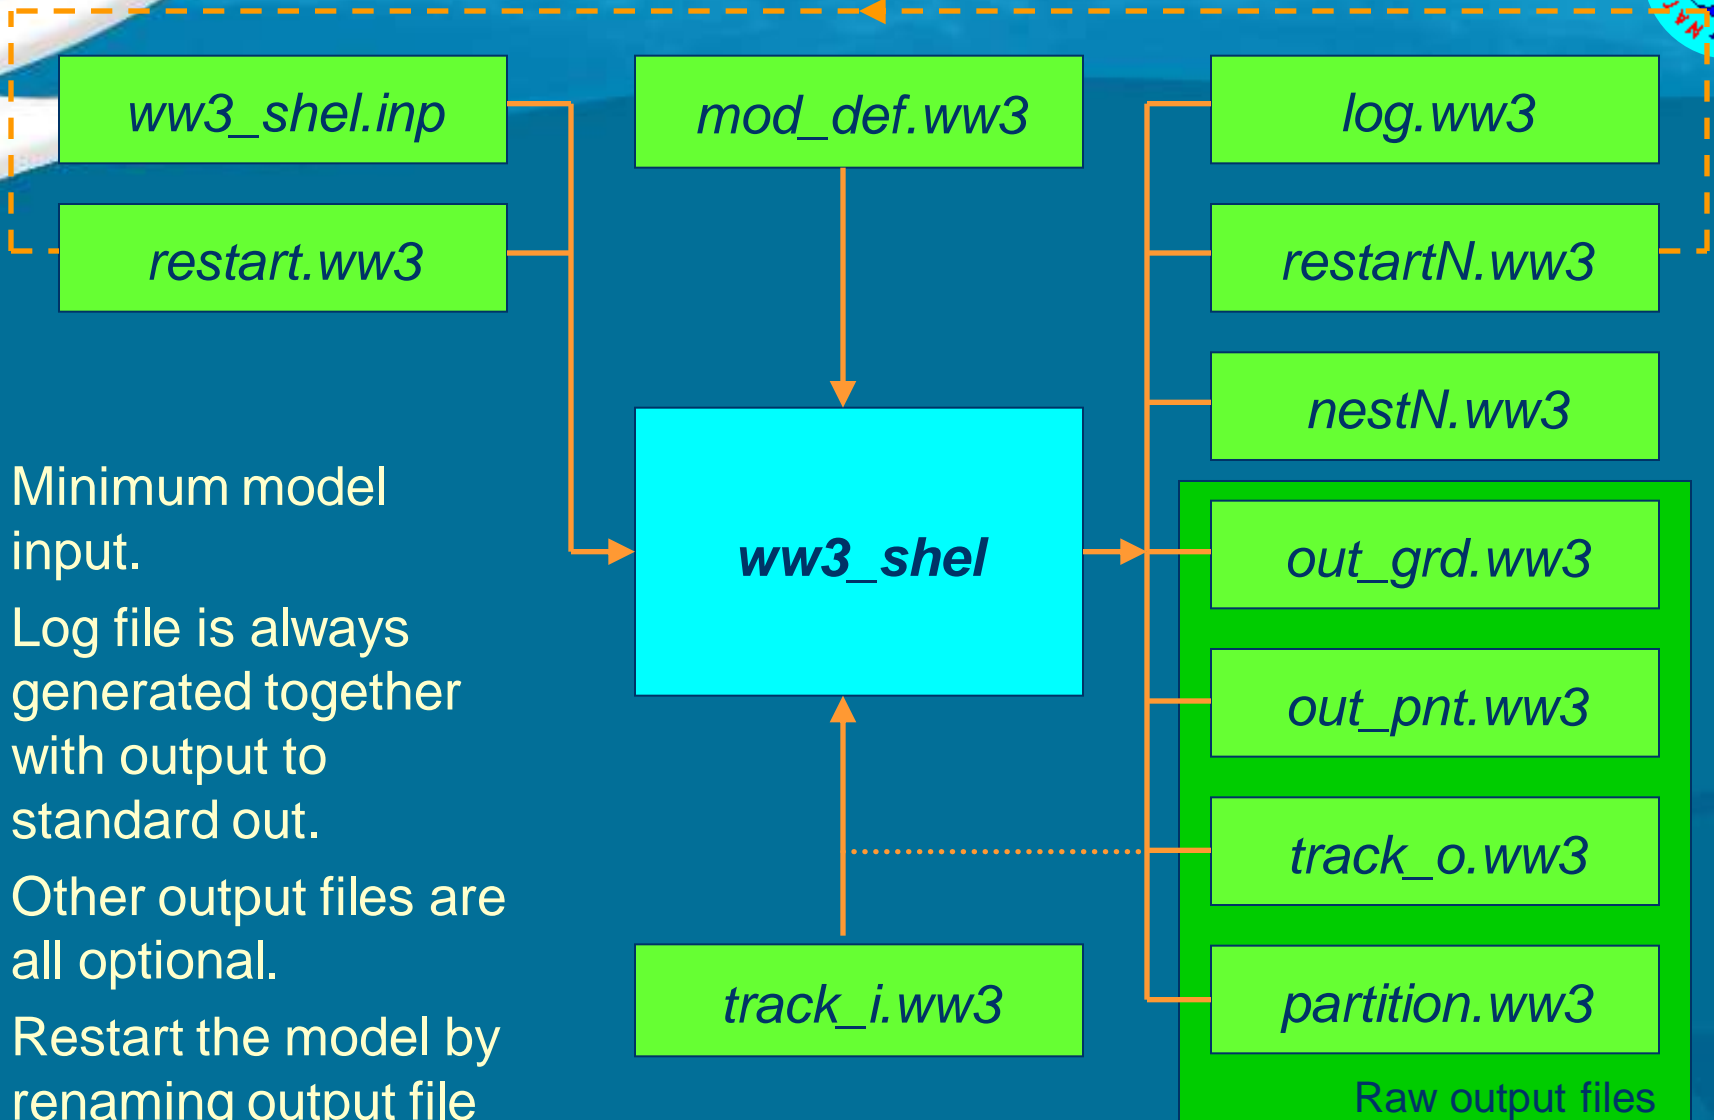 ww3_shel.inp
mod_def.ww3
log.ww3
restart.ww3
restartN.ww3
nestN.ww3
Minimum model
input.
Log file is always
generated together
with output to
standard out.
Other output files are
all optional.
Restart the model by
renaming output file
ww3_shel
out_grd.ww3
out_pnt.ww3
track_o.ww3
track_i.ww3
partition.ww3
Raw output files